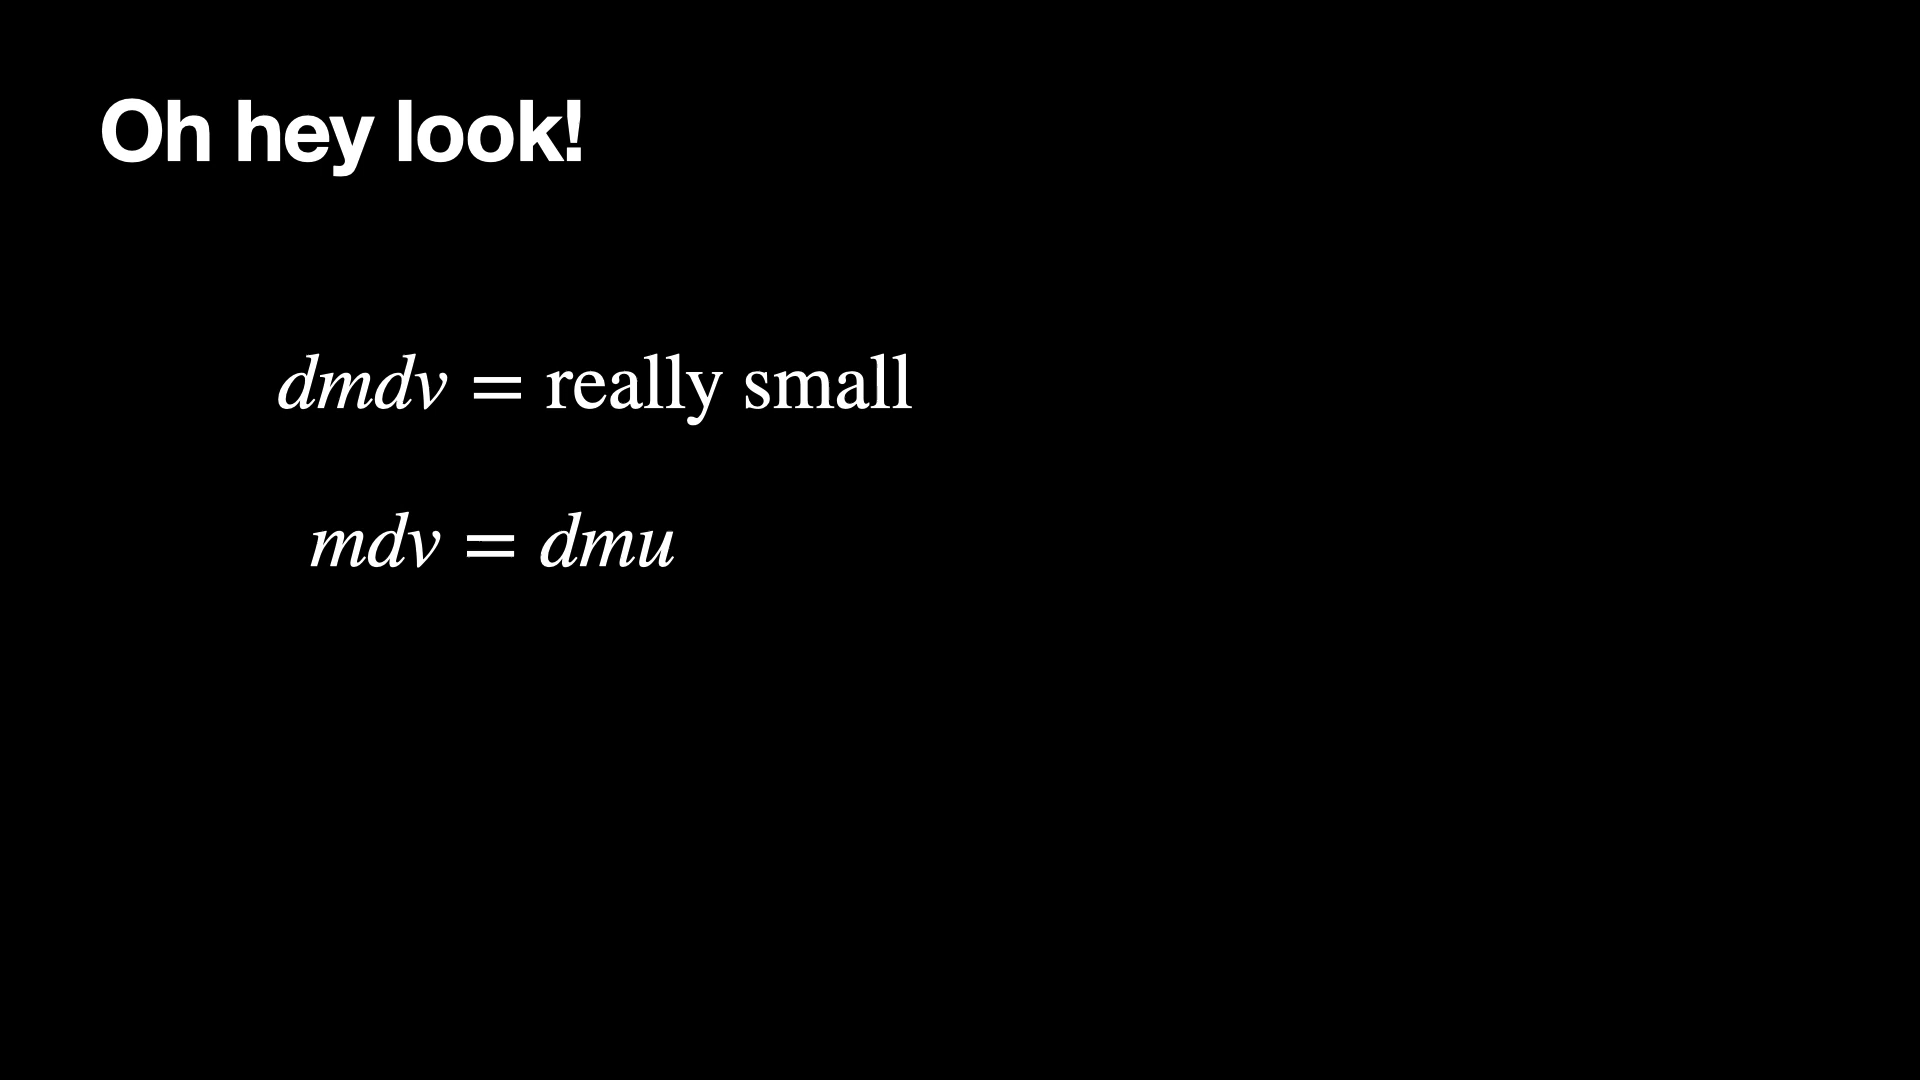 Oh hey look!
dmdv = really small
mdv = dmu